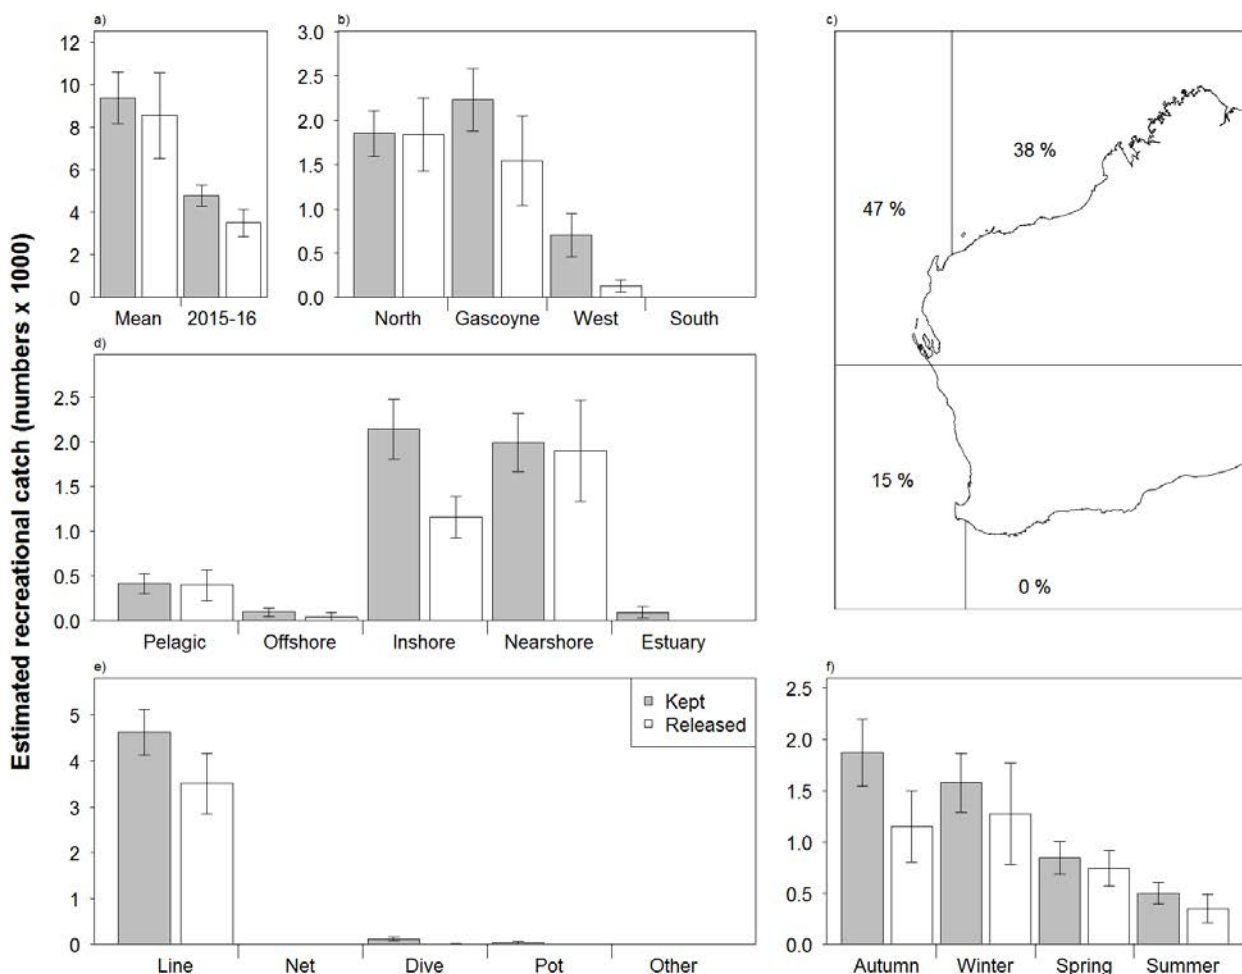 a)
12
10
8
6
4
2
0
Mean 2015-16
b)
3.0
2.5
2.0
1.5
1.0
0.5
0.0
North Gascoyne West South
c)
38 %
47 %
15 %
0 %
Estimated recreational catch (numbers x 1000)
d)
2.5
2.0
1.5
1.0
0.5
0.0
Pelagic Offshore Inshore Nearshore Estuary
e)
5
4
3
2
1
0
Kept
Released
Line Net Dive Pot Other
f)
2.5
2.0
1.5
1.0
0.5
0.0
Autumn Winter Spring Summer